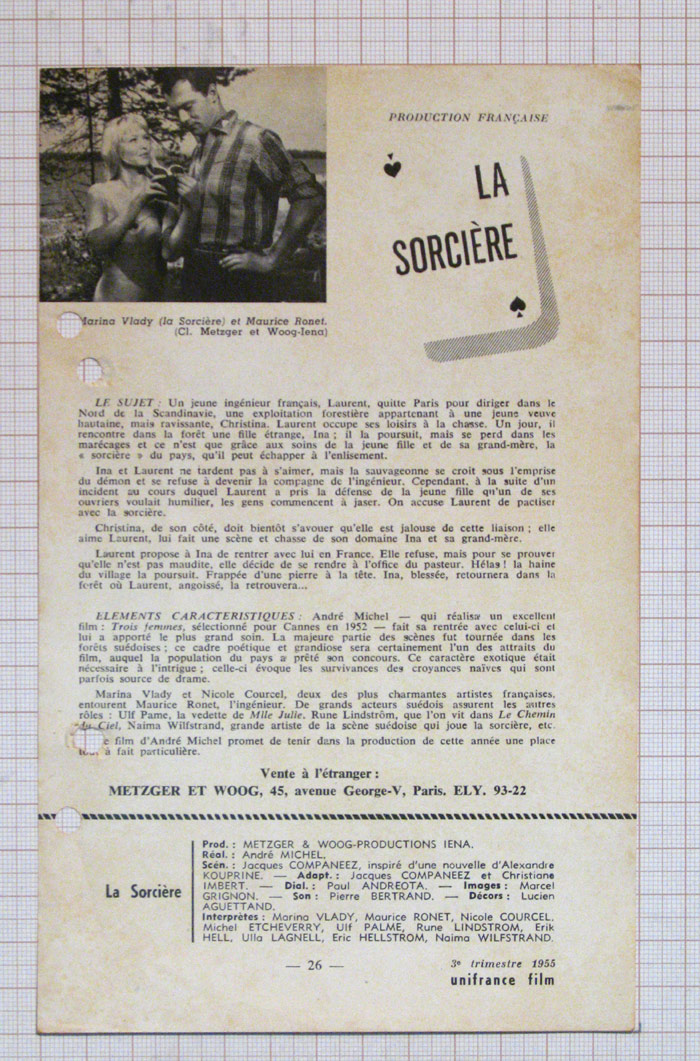 PRODUCTION FRANÇAISE
LA
SORCIÈRE
Marina Vlady (la Sorcière) et Maurice Ronet.
(Cl. Metzger et Woog-Iena)
LE SUJET : Un jeune ingénieur français, Laurent, quitte Paris pour diriger dans le
Nord de la Scandinavie, une exploitation forestière appartenant à une jeune veuve
hautaine, mais ravissante, Christina. Laurent occupe ses loisirs à la chasse. Un jour, il
rencontre dans la forêt une fille étrange, Ina ; il la poursuit, mais se perd dans les
marécages et ce n'est que grâce aux soins de la jeune fille et de sa grand-mère, la
« sorcière » du pays, qu'il peut échapper à l'enlisement.
Ina et Laurent ne tardent pas à s'aimer, mais la sauvageonne se croit sous l'emprise
du démon et se refuse à devenir la compagne de l'ingénieur. Cependant, à la suite d'un
incident au cours duquel Laurent a pris la défense de la jeune fille qu'un de ses
ouvriers voulait humilier, les gens commencent à jaser. On accuse Laurent de pactiser
avec la sorcière.
Christina, de son côté, doit bientôt s'avouer qu'elle est jalouse de cette liaison ; elle
aime Laurent, lui fait une scène et chasse de son domaine Ina et sa grand-mère.
Laurent propose à Ina de rentrer avec lui en France. Elle refuse, mais pour se prouver
qu'elle n'est pas maudite, elle décide de se rendre à l'office du pasteur. Hélas ! la haine
du village la poursuit. Frappée d'une pierre à la tête. Ina, blessée, retournera dans la
forêt où Laurent, angoissé, la retrouvera...
ELEMENTS CARACTERISTIQUES : André Michel — qui réalisa un excellent
film : Trois femmes, sélectionné pour Cannes en 1952 — fait sa rentrée avec celui-ci et
lui a apporté le plus grand soin. La majeure partie des scènes fut tournée dans les
forêts suédoises ; ce cadre poétique et grandiose sera certainement l'un des attraits du
film, auquel la population du pays a prêté son concours. Ce caractère exotique était
nécessaire à l'intrigue ; celle-ci évoque les survivances des croyances naïves qui sont
parfois source de drame.
Marina Vlady et Nicole Courcel, deux des plus charmantes artistes françaises,
entourent Maurice Ronet, l'ingénieur. De grands acteurs suédois assurent les autres
rôles : Ulf Pame, la vedette de Mlle Julie, Rune Lindström, que l'on vit dans Le Chemin
du Ciel, Naima Wilfstrand, grande artiste de la scène suédoise qui joue la sorcière, etc.
film d'André Michel promet de tenir dans la production de cette année une place
à fait particulière.
Vente à l'étranger :
METZGER ET WOOG, 45, avenue George-V, Paris. ELY. 93-22
La Sorcière
Prod. : METZGER & WOOG-PRODUCTIONS IENA.
Réal. : André MICHEL.
Scén. : Jacques COMPANEEZ, inspiré d'une nouvelle d'Alexandre
KOUPRINE. — Adapt. : Jacques COMPANEEZ et Christiane
IMBERT. — Dial. : Paul ANDREOTA. — Images : Marcel
GRIGNON. — Son : Pierre BERTRAND. — Décors : Lucien
AGUETTAND.
Interprètes : Marina VLADY, Maurice RONET, Nicole COURCEL,
Michel ETCHEVERRY, Ulf PALME, Rune LINDSTROM, Erik
HELL, Ulla LAGNELL, Eric HELLSTROM, Naima WILFSTRAND.
— 26 —
3e trimestre 1955
unifrance film